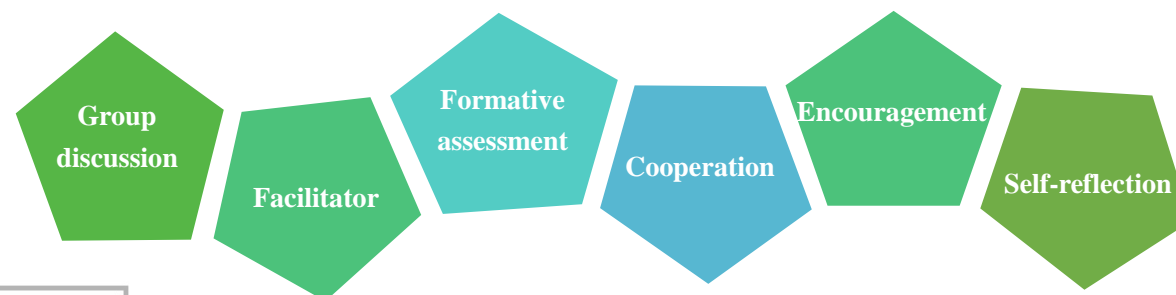 Group
discussion
Facilitator
Formative
assessment
Cooperation
Encouragement
Self-reflection